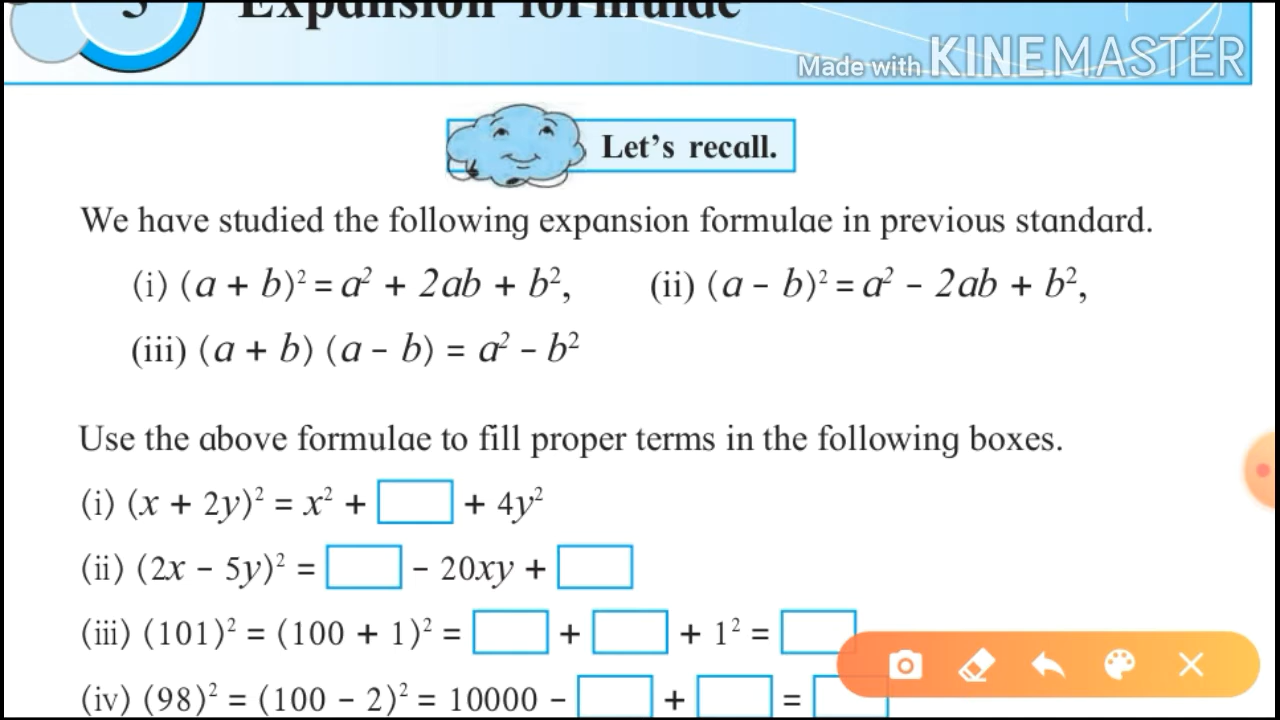 5 Expansion formulae
Made with KINEMASTER
Let's recall.
We have studied the following expansion formulae in previous standard.
(i) (a + b)² = a² + 2ab + b², (ii) (a − b)² = a² − 2ab + b²,
(iii) (a + b) (a − b) = a² − b²
Use the above formulae to fill proper terms in the following boxes.
(i) (x + 2y)² = x² + □ + 4y²
(ii) (2x − 5y)² = □ − 20xy + □
(iii) (101)² = (100 + 1)² = □ + □ + 1² = □
(iv) (98)² = (100 − 2)² = 10000 − □ + □ = □